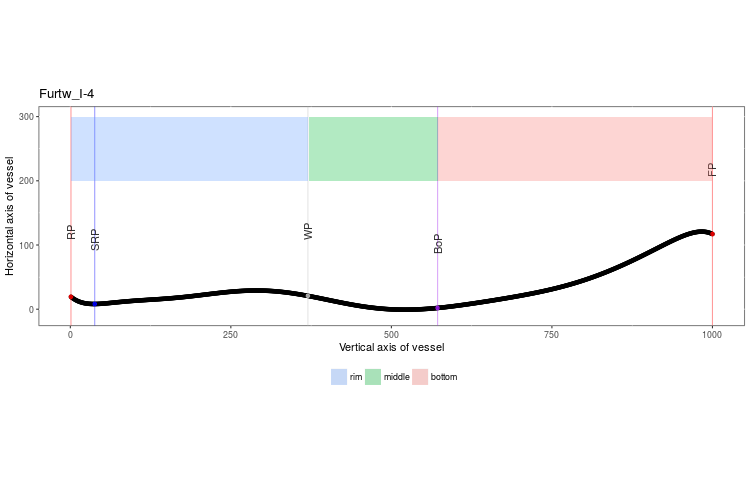 Furtw_I-4
Horizontal axis of vessel
300
200
100
0
RP
SRP
WP
BoP
FP
0
250
500
750
1000
Vertical axis of vessel
rim
middle
bottom